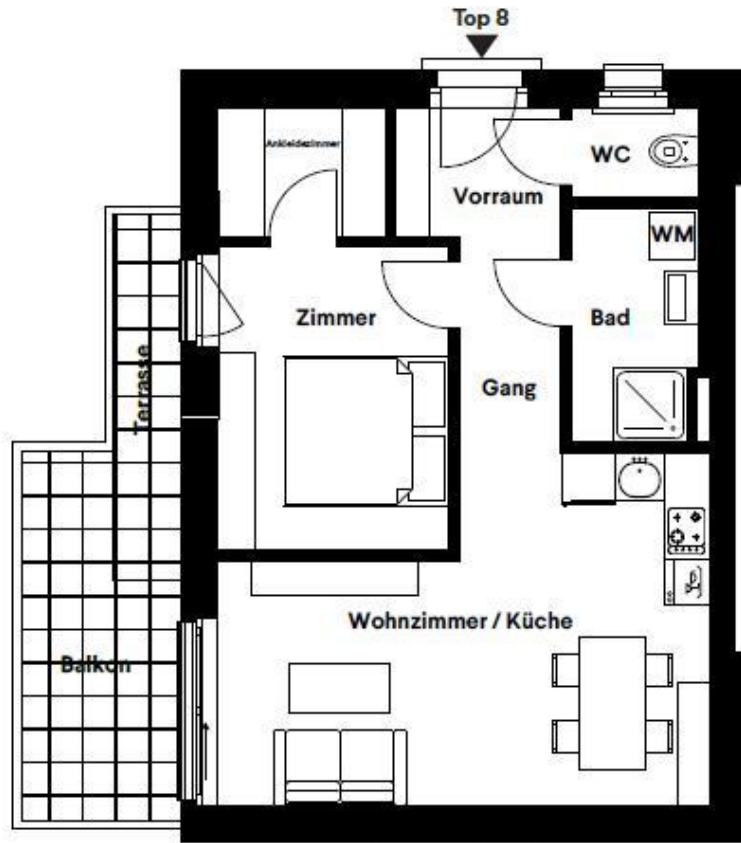 Top 8
Ankleidezimmer
WC
Vorraum
WM
Zimmer
Bad
Terrasse
Gang
Wohnzimmer / Küche
Balkon